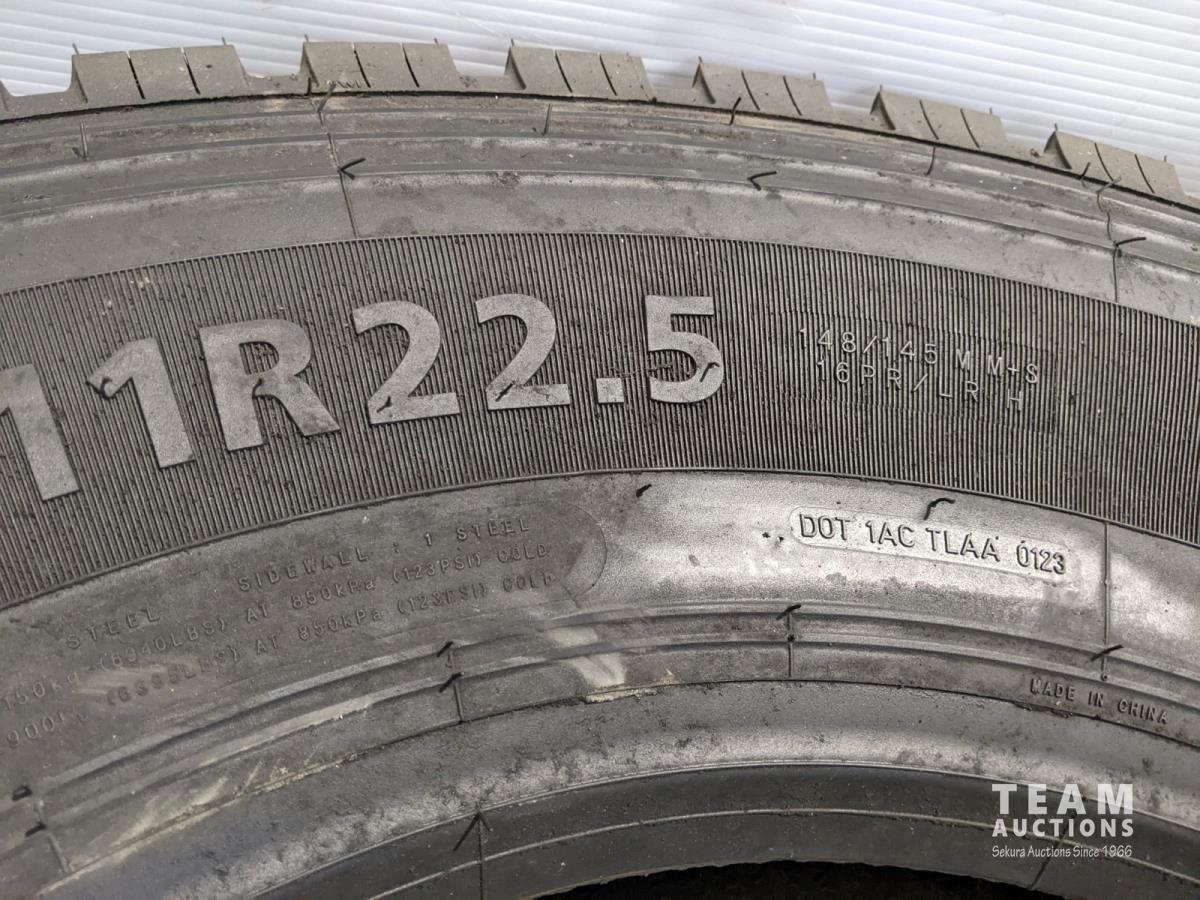 11R22.5
148/145 M M+S
16PR/LR H
DOT 1AC TLAA 0123
STEEL SIDEWALL : 1 STEEL
(6940LBS) AT 850kPa (123PSI) COLD
AT 850kPa (123PSI) COLD
MADE IN CHINA
TEAM
AUCTIONS
Sekura Auctions Since 1966